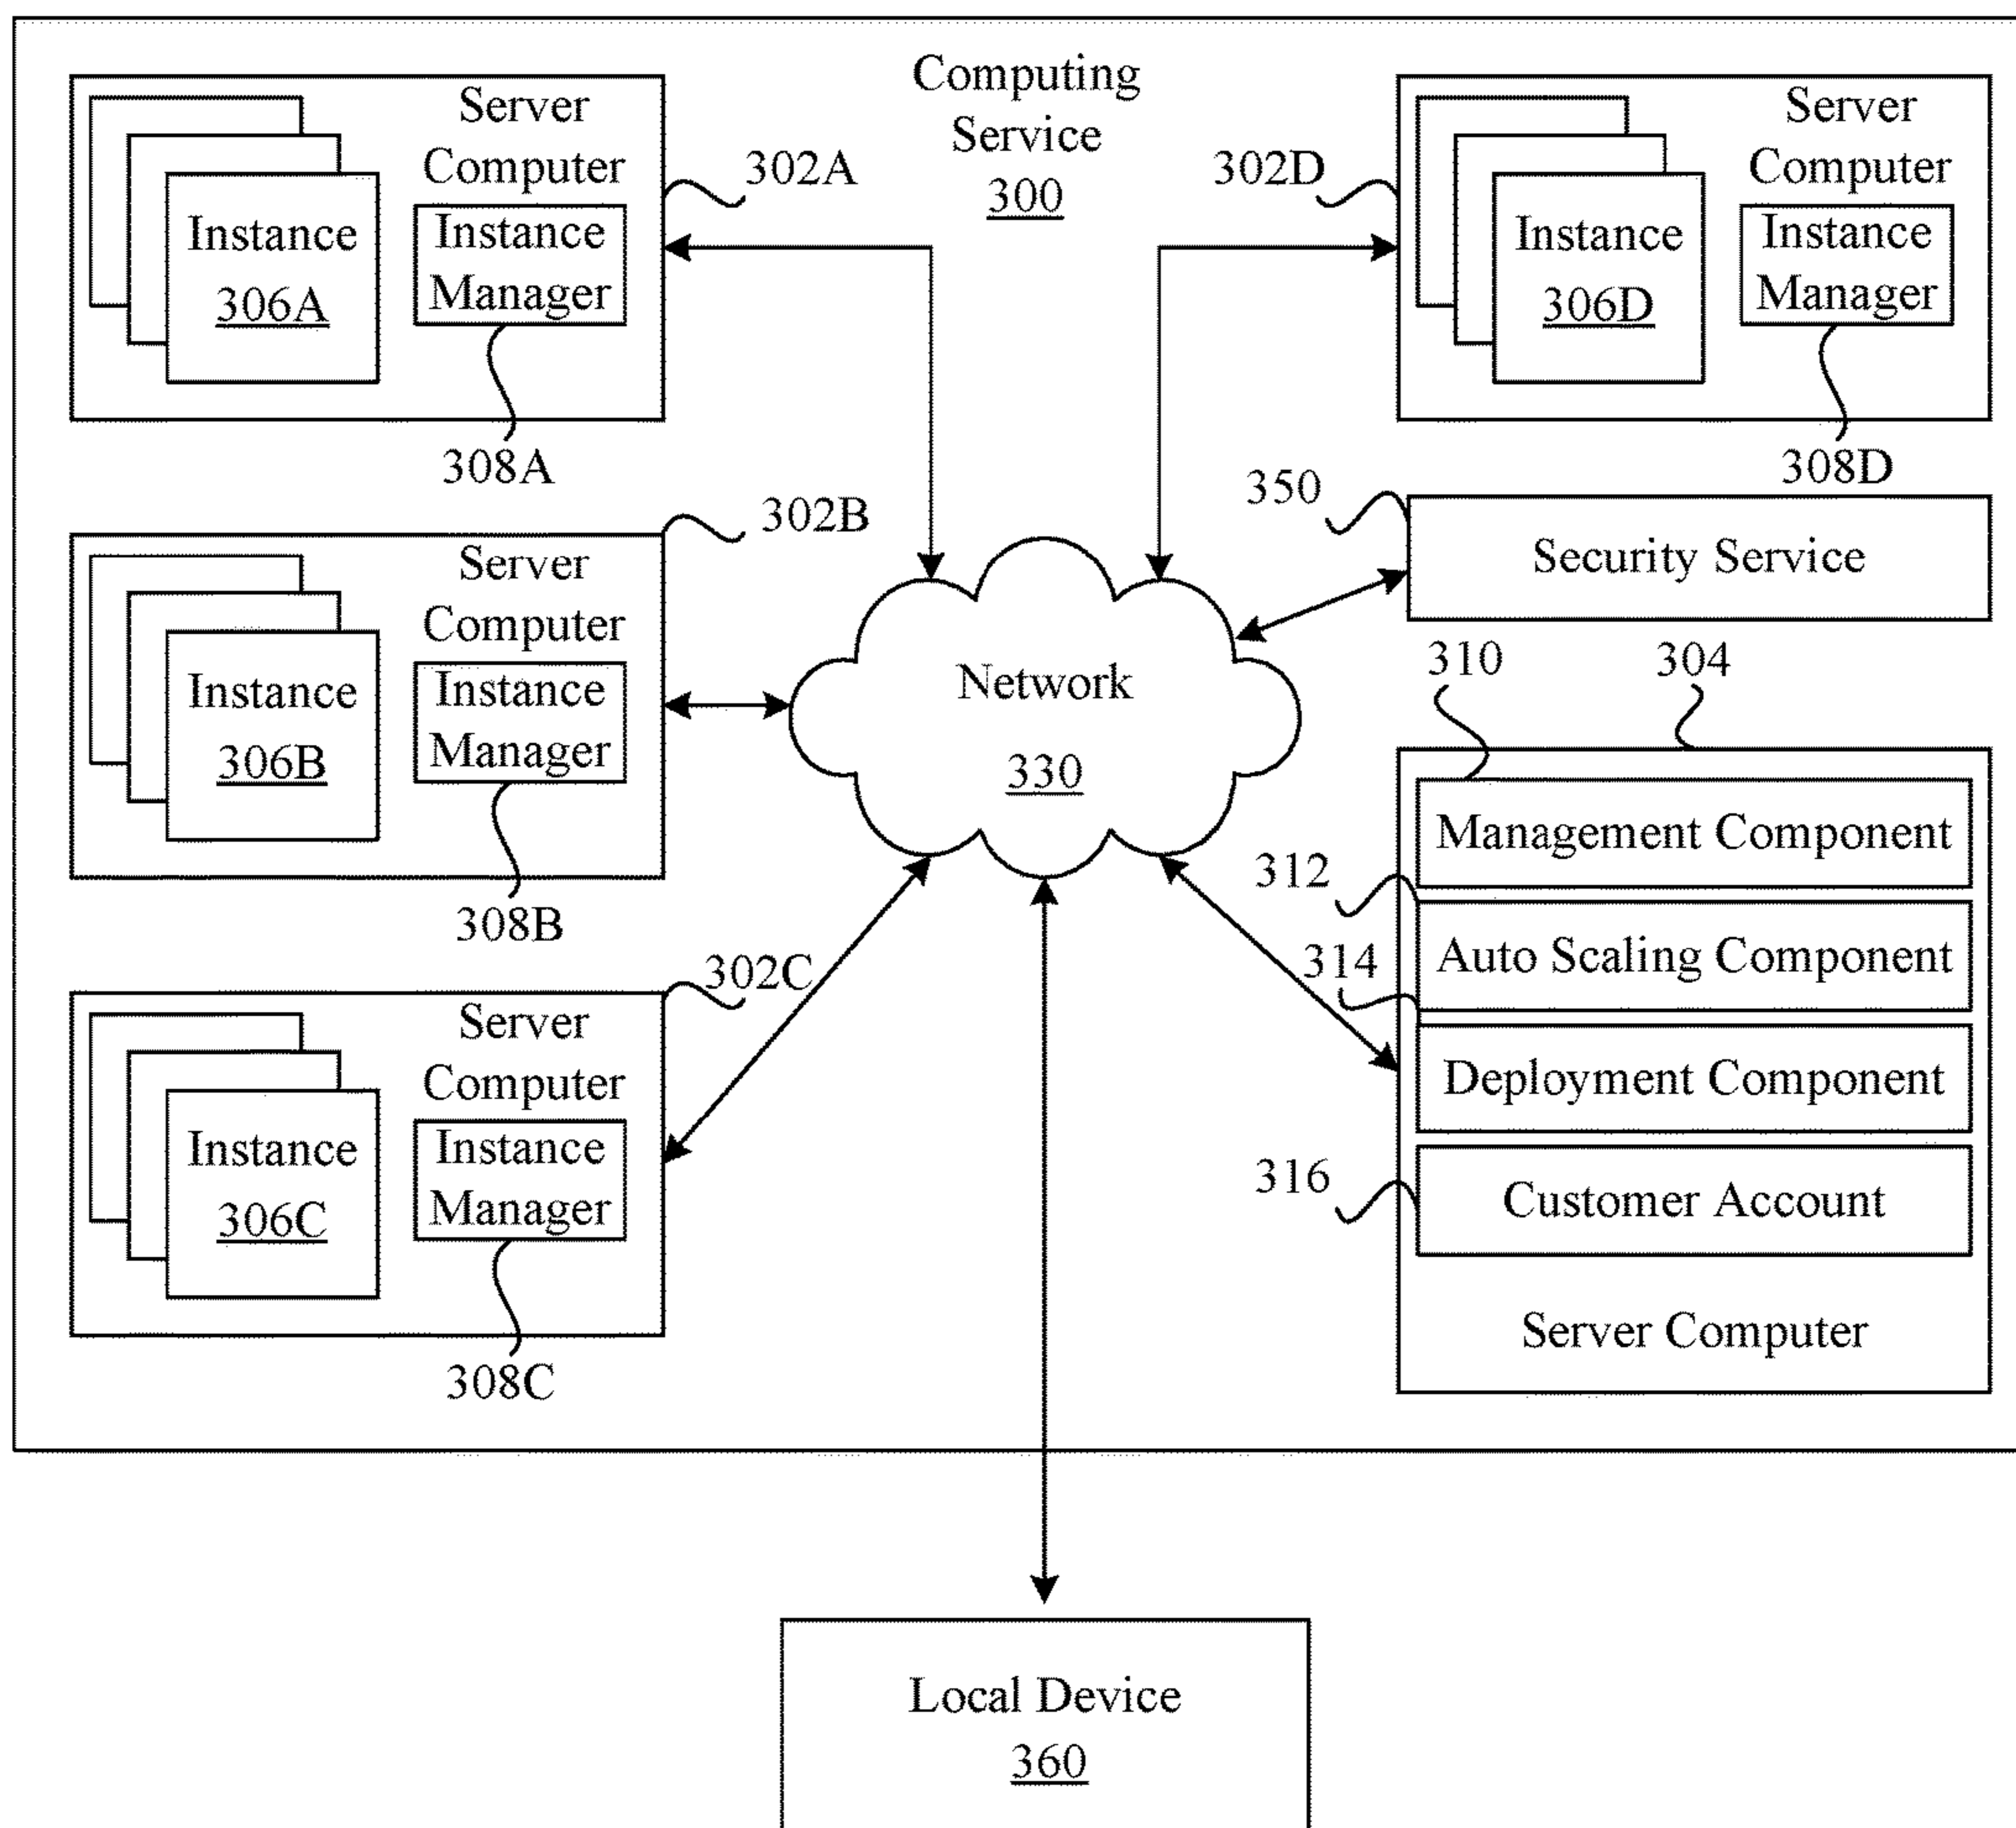 Computing
Service
300
Server
Computer
302A
Instance
306A
Instance
Manager
308A
302D
Server
Computer
Instance
306D
Instance
Manager
308D
302B
Server
Computer
Instance
306B
Instance
Manager
308B
350
Security Service
Network
330
310
304
Management Component
312
Auto Scaling Component
314
Deployment Component
316
Customer Account
Server Computer
302C
Server
Computer
Instance
306C
Instance
Manager
308C
Local Device
360